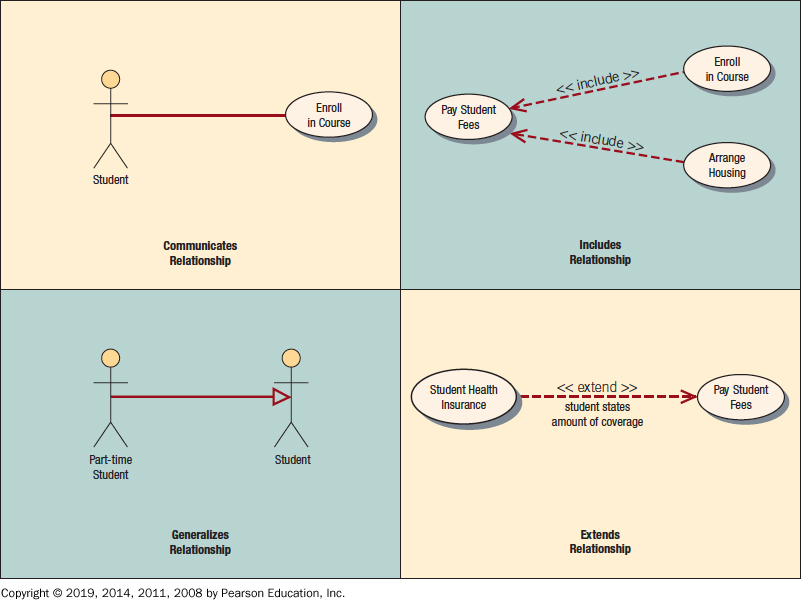 Enroll
in Course
Student
Communicates
Relationship
<< include >>
Enroll
in Course
Pay Student
Fees
<< include >>
Arrange
Housing
Includes
Relationship
Part-time
Student
Student
Generalizes
Relationship
Student Health
Insurance
<< extend >>
student states
amount of coverage
Pay Student
Fees
Extends
Relationship
Copyright © 2019, 2014, 2011, 2008 by Pearson Education, Inc.